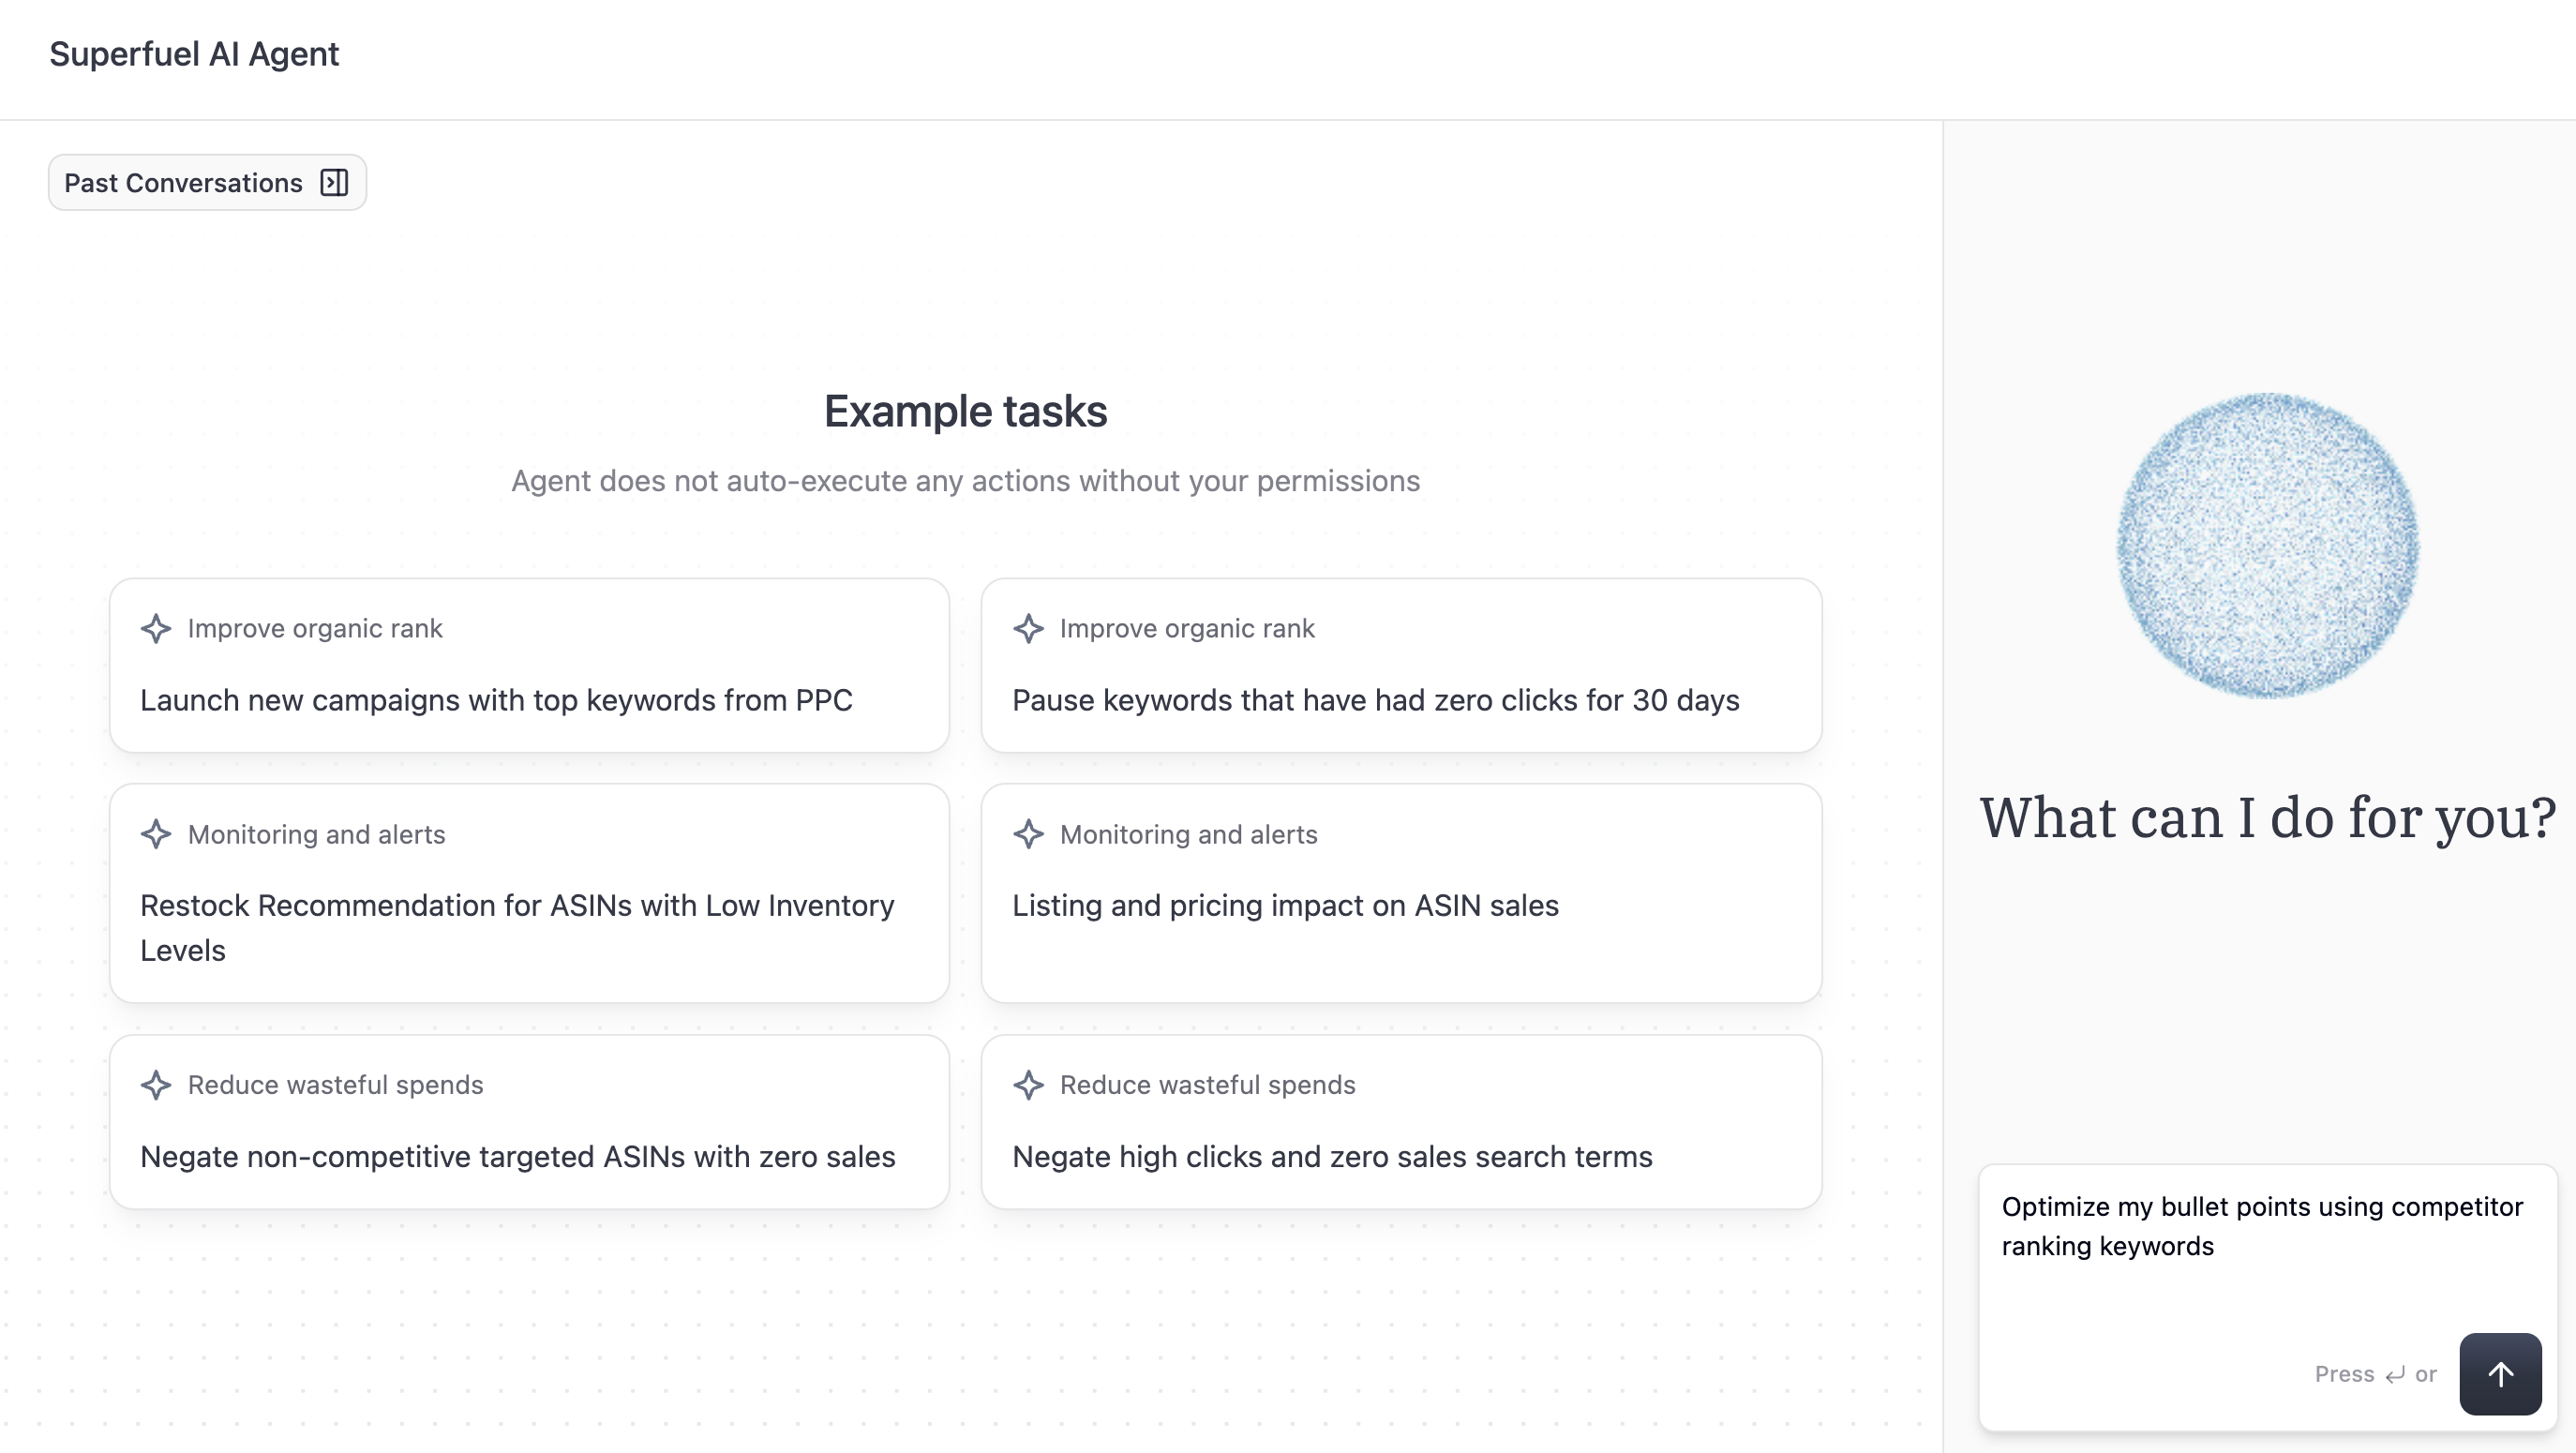 Superfuel AI Agent
Past Conversations
Example tasks
Agent does not auto-execute any actions without your permissions
Improve organic rank
Launch new campaigns with top keywords from PPC
Improve organic rank
Pause keywords that have had zero clicks for 30 days
Monitoring and alerts
Restock Recommendation for ASINs with Low Inventory
Levels
Monitoring and alerts
Listing and pricing impact on ASIN sales
Reduce wasteful spends
Negate non-competitive targeted ASINs with zero sales
Reduce wasteful spends
Negate high clicks and zero sales search terms
What can I do for you?
Optimize my bullet points using competitor
ranking keywords
Press ↵ or